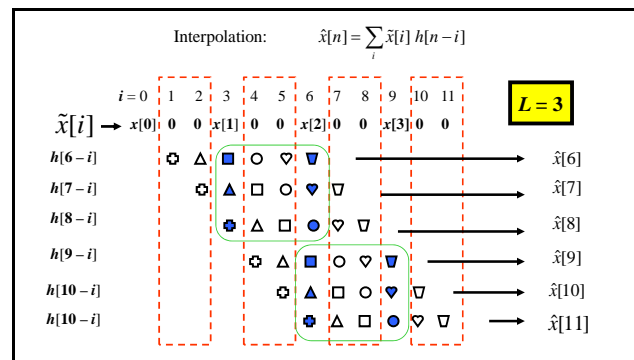 Interpolation: x̂[n] = ∑ x̃[i] h[n−i]
i
i = 0 1 2 3 4 5 6 7 8 9 10 11
L = 3
x̃[i] → x[0] 0 0 x[1] 0 0 x[2] 0 0 x[3] 0 0
h[6 − i] x̂[6]
h[7 − i] x̂[7]
h[8 − i] x̂[8]
h[9 − i] x̂[9]
h[10 − i] x̂[10]
h[10 − i] x̂[11]